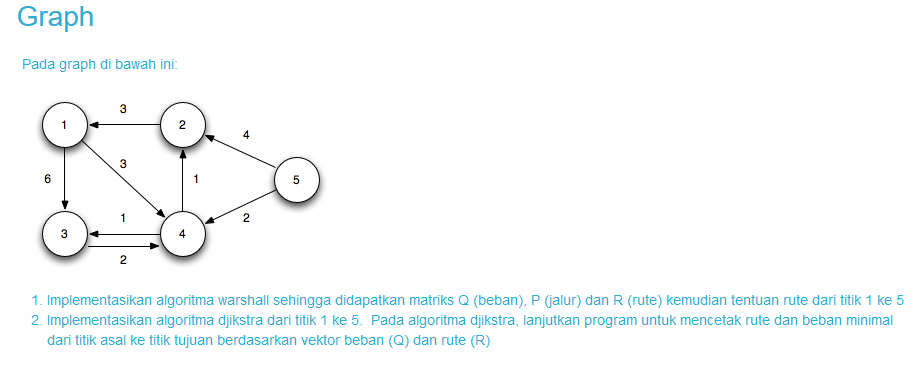 Graph
Pada graph di bawah ini:
3
1
2
4
3
6
1
5
1
2
3
4
2
1. Implementasikan algoritma warshall sehingga didapatkan matriks Q (beban), P (jalur) dan R (rute) kemudian tentuan rute dari titik 1 ke 5
2. Implementasikan algoritma djikstra dari titik 1 ke 5. Pada algoritma djikstra, lanjutkan program untuk mencetak rute dan beban minimal
dari titik asal ke titik tujuan berdasarkan vektor beban (Q) dan rute (R)